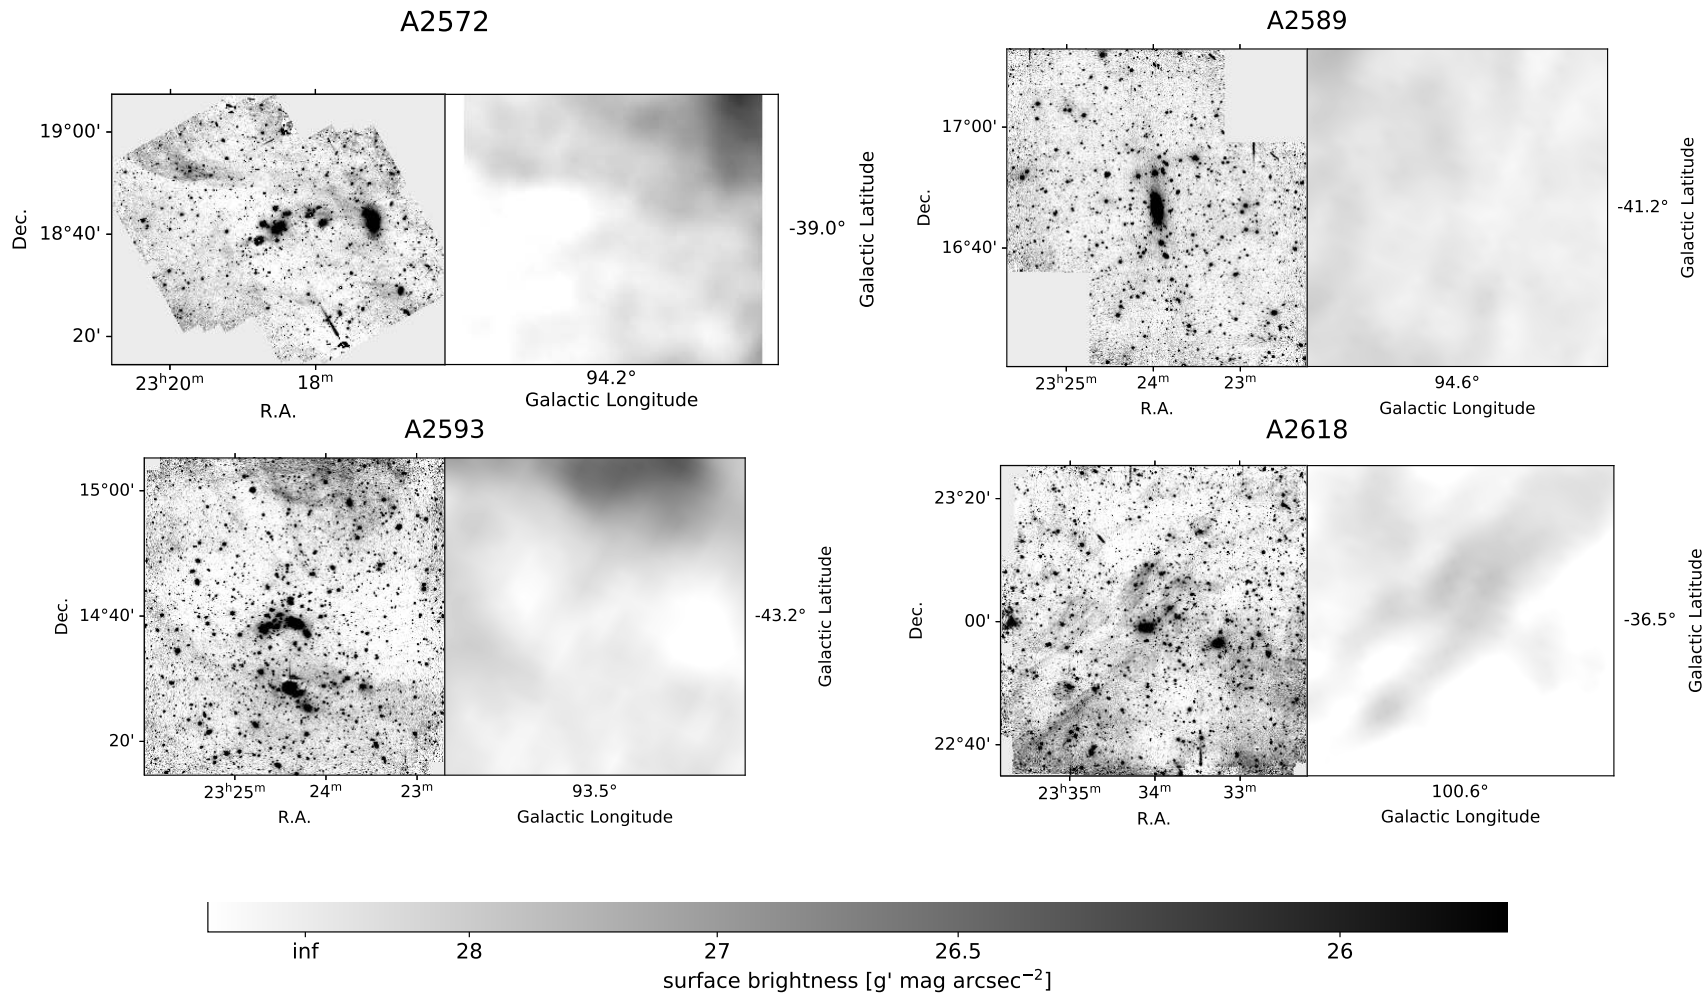 A2572
A2589
19°00'
18°40'
20'
Dec.
23ʰ20ᵐ
18ᵐ
R.A.
94.2°
Galactic Longitude
-39.0°
Galactic Latitude
17°00'
16°40'
Dec.
23ʰ25ᵐ
24ᵐ
23ᵐ
R.A.
94.6°
Galactic Longitude
-41.2°
Galactic Latitude
A2593
A2618
15°00'
14°40'
20'
Dec.
23ʰ25ᵐ
24ᵐ
23ᵐ
R.A.
93.5°
Galactic Longitude
-43.2°
Galactic Latitude
23°20'
00'
22°40'
Dec.
23ʰ35ᵐ
34ᵐ
33ᵐ
R.A.
100.6°
Galactic Longitude
-36.5°
Galactic Latitude
inf 28 27 26.5 26
surface brightness [g' mag arcsec⁻²]